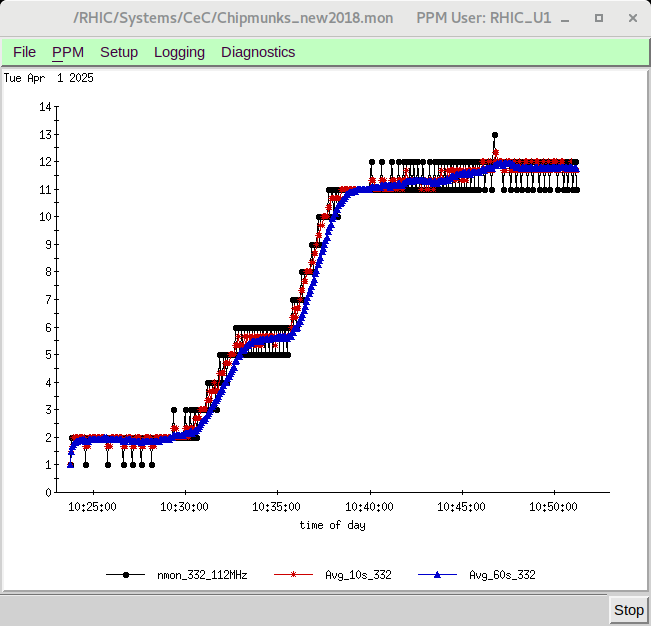 /RHIC/Systems/CeC/Chipmunks_new2018.mon PPM User: RHIC_U1
File PPM Setup Logging Diagnostics
Tue Apr 1 2025
14
13
12
11
10
9
8
7
6
5
4
3
2
1
0
10:25:00 10:30:00 10:35:00 10:40:00 10:45:00 10:50:00
time of day
nmon_332_112MHz Avg_10s_332 Avg_60s_332
Stop